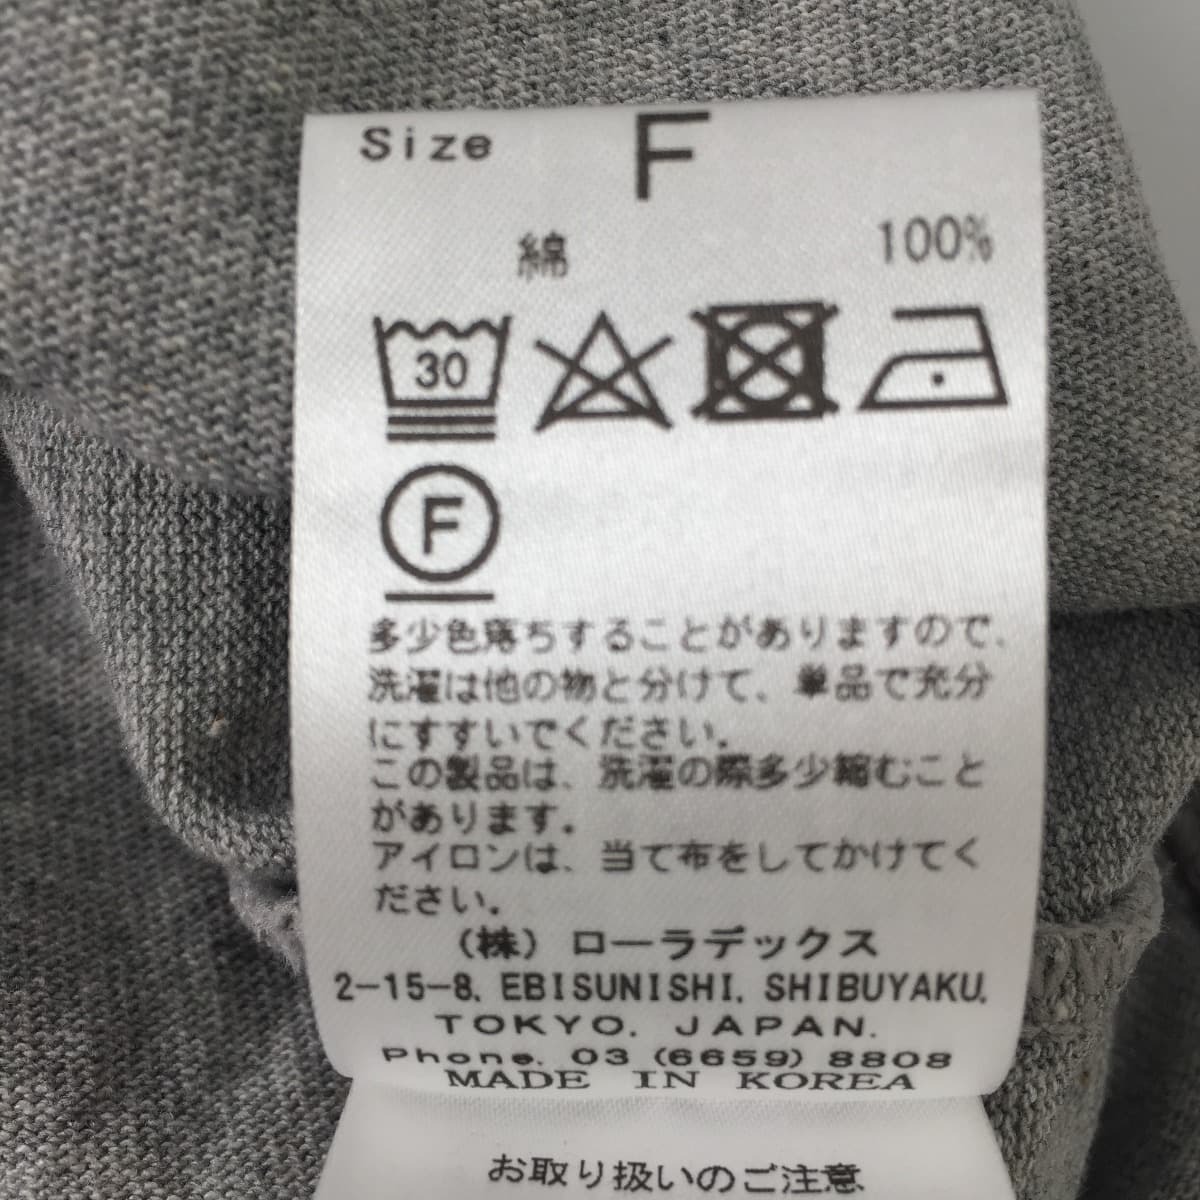 Size F
綿 100%
30
F
多少色落ちすることがありますので、
洗濯は他の物と分けて、単品で充分
にすすいでください。
この製品は、洗濯の際多少縮むこと
があります。
アイロンは、当て布をしてかけてく
ださい。
(株) ローラデックス
2-15-8, EBISUNISHI, SHIBUYAKU,
TOKYO, JAPAN.
Phone. 03 (6659) 8808
MADE IN KOREA
お取り扱いのご注意